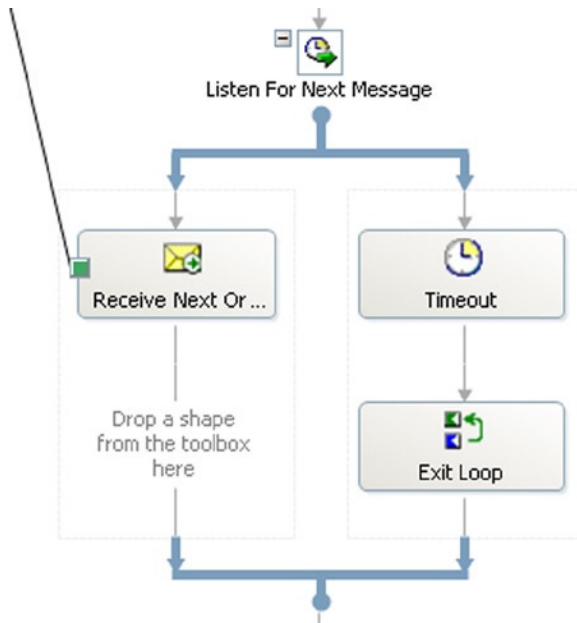 Listen For Next Message
Receive Next Or...
Timeout
Drop a shape
from the toolbox
here
Exit Loop